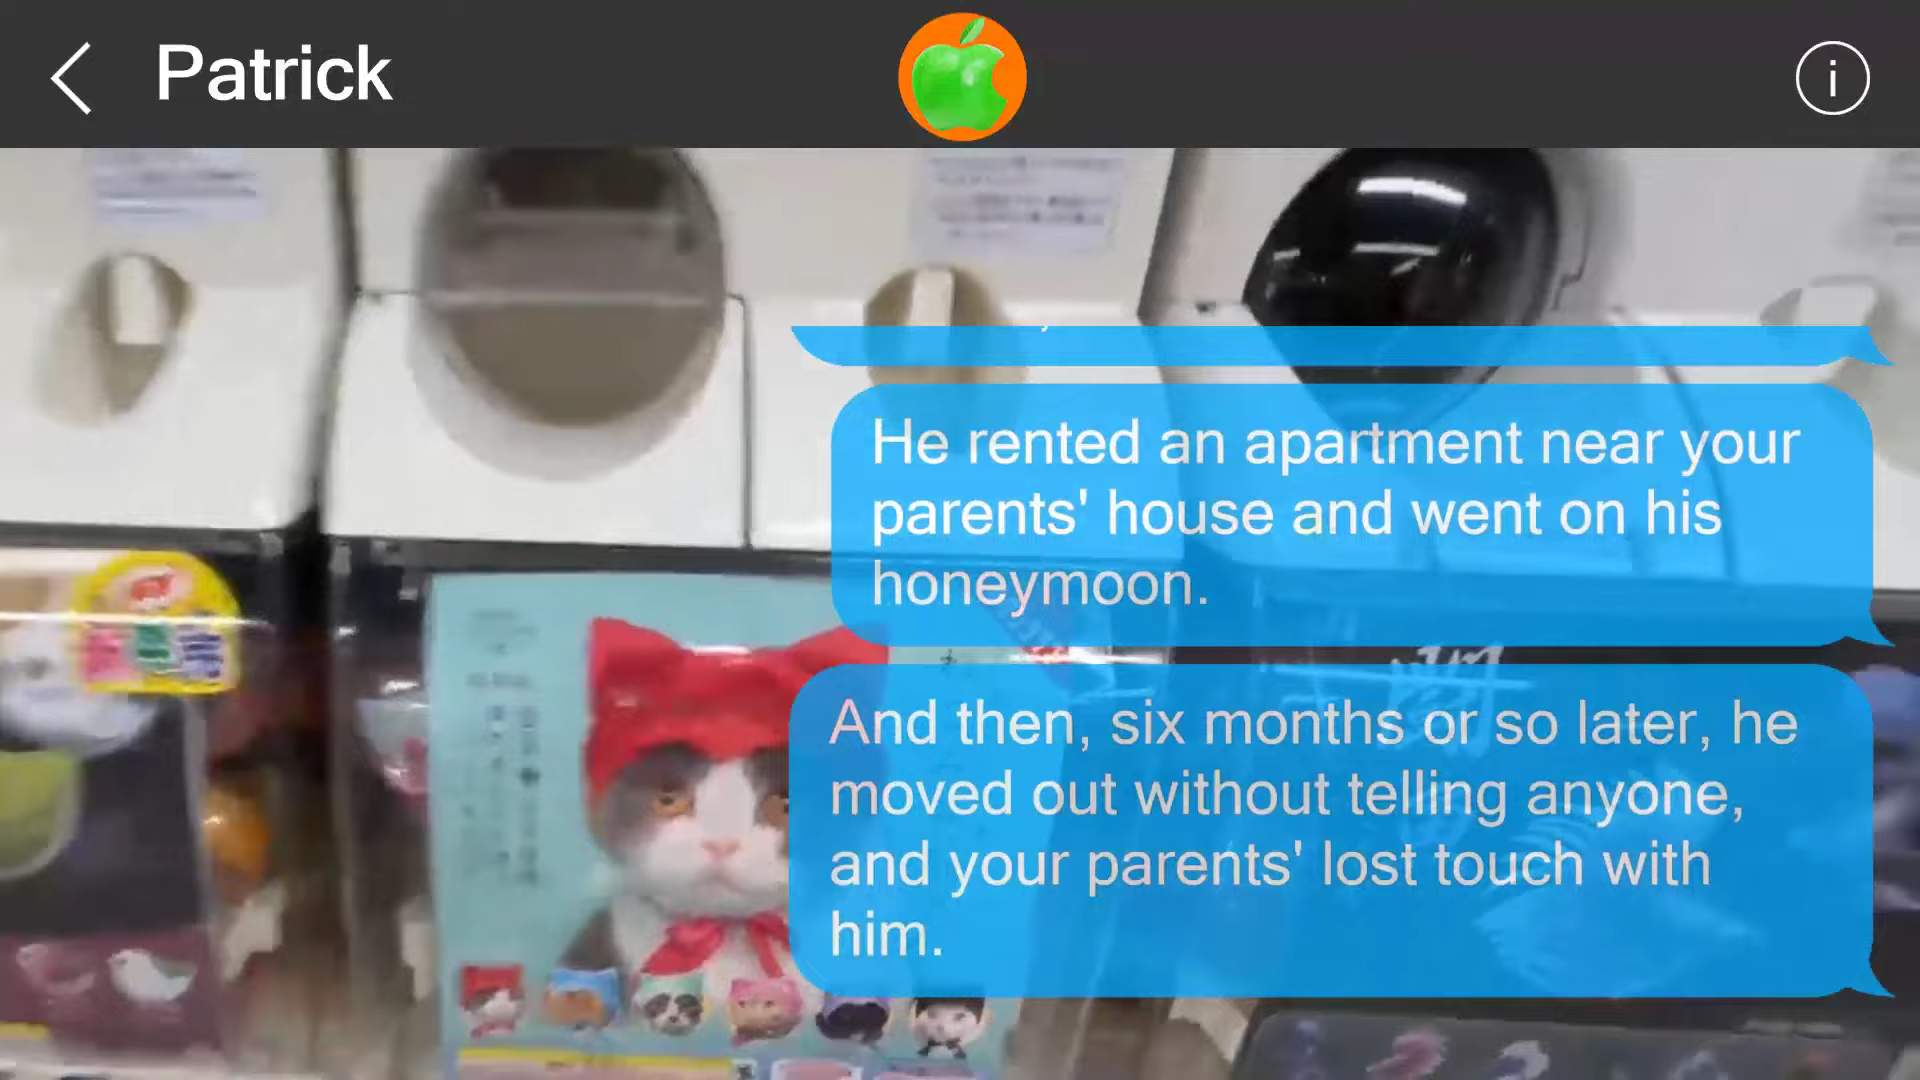 Patrick
He rented an apartment near your
parents' house and went on his
honeymoon.
And then, six months or so later, he
moved out without telling anyone,
and your parents' lost touch with
him.